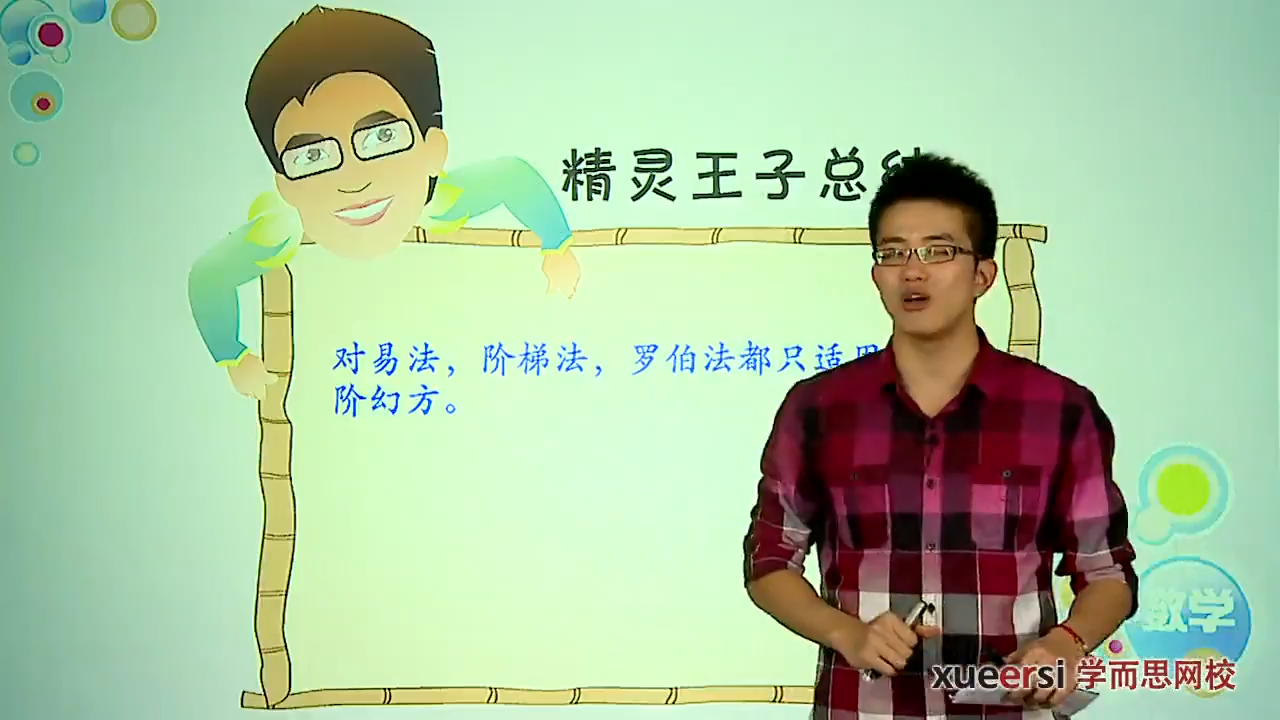 精灵王子总
对易法，阶梯法，罗伯法都只适
阶幻方。
数学
xueersi 学而思网校